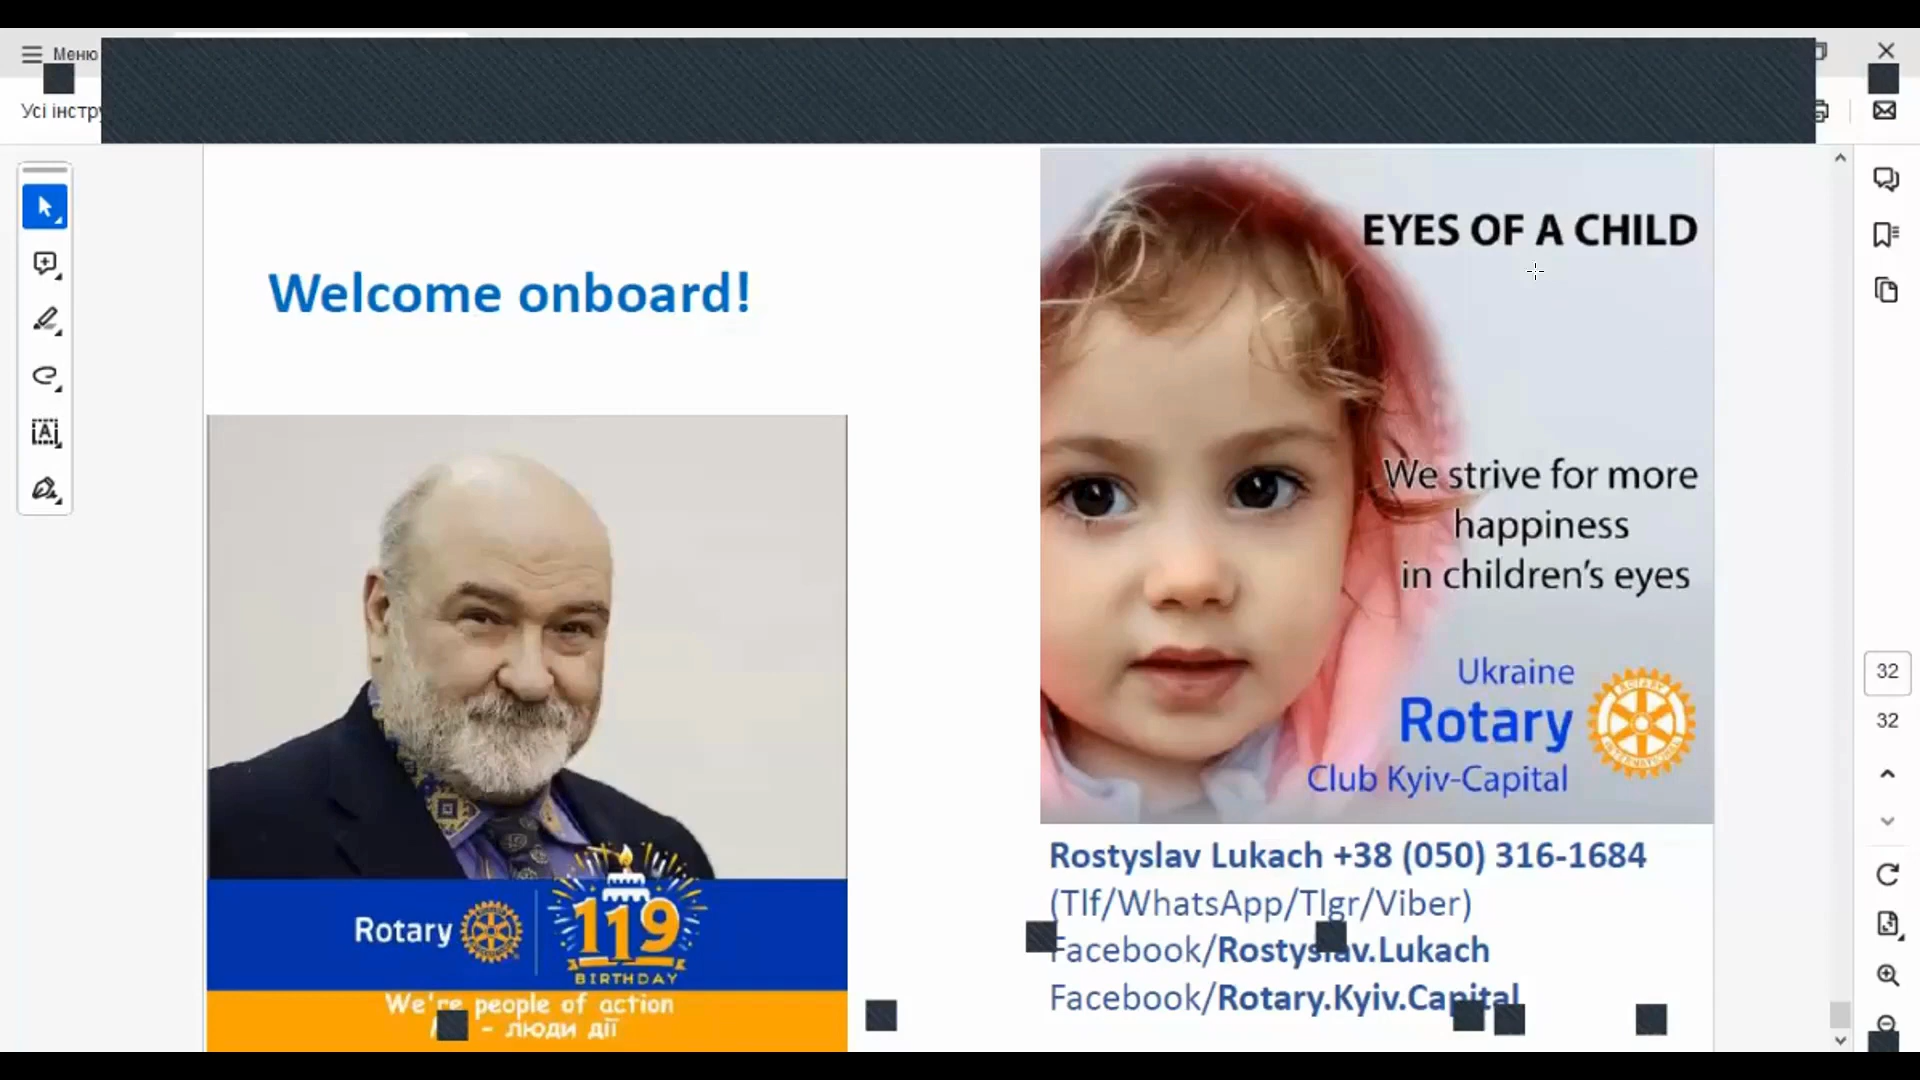 Меню
Усі
Welcome onboard!
EYES OF A CHILD
We strive for more
happiness
in children's eyes
Ukraine
Rotary
Club Kyiv-Capital
ROTARY
INTERNATIONAL
Rostyslav Lukach +38 (050) 316-1684
(Tlf/WhatsApp/Tlgr/Viber)
Facebook/Rostyslav.Lukach
Facebook/Rotary.Kyiv.Capital
Rotary
119
BIRTHDAY
We're people of action
- люди дії
32
32